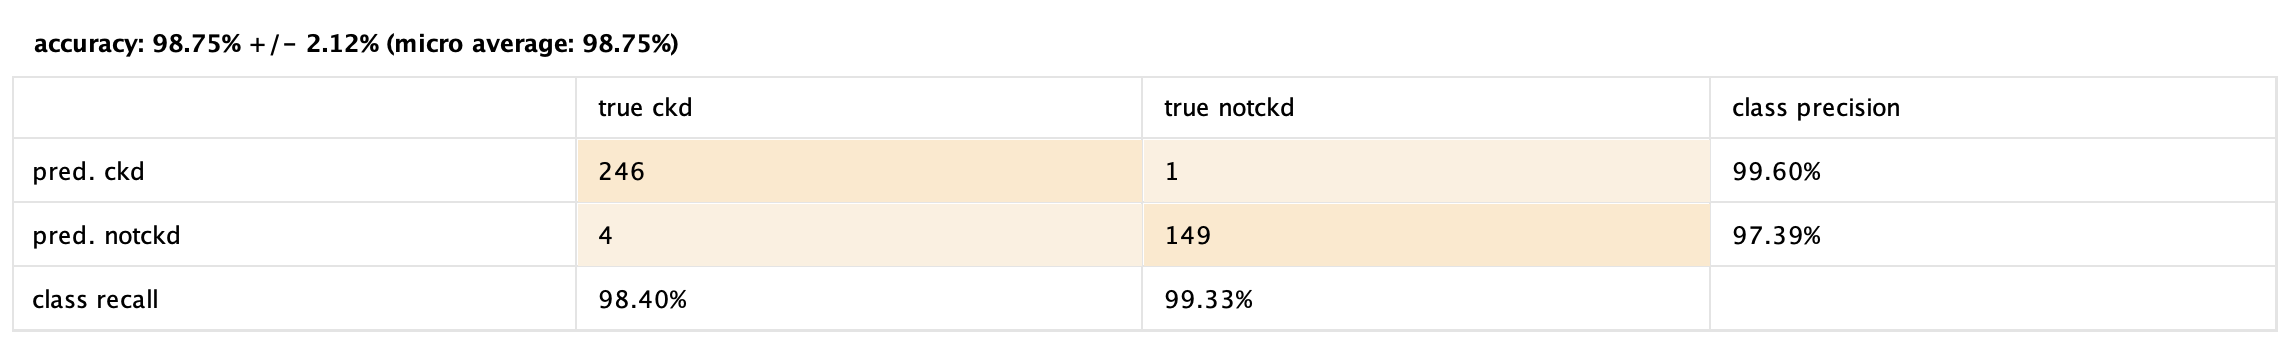 accuracy: 98.75% +/- 2.12% (micro average: 98.75%)
true ckd true notckd class precision
pred. ckd 246 1 99.60%
pred. notckd 4 149 97.39%
class recall 98.40% 99.33%